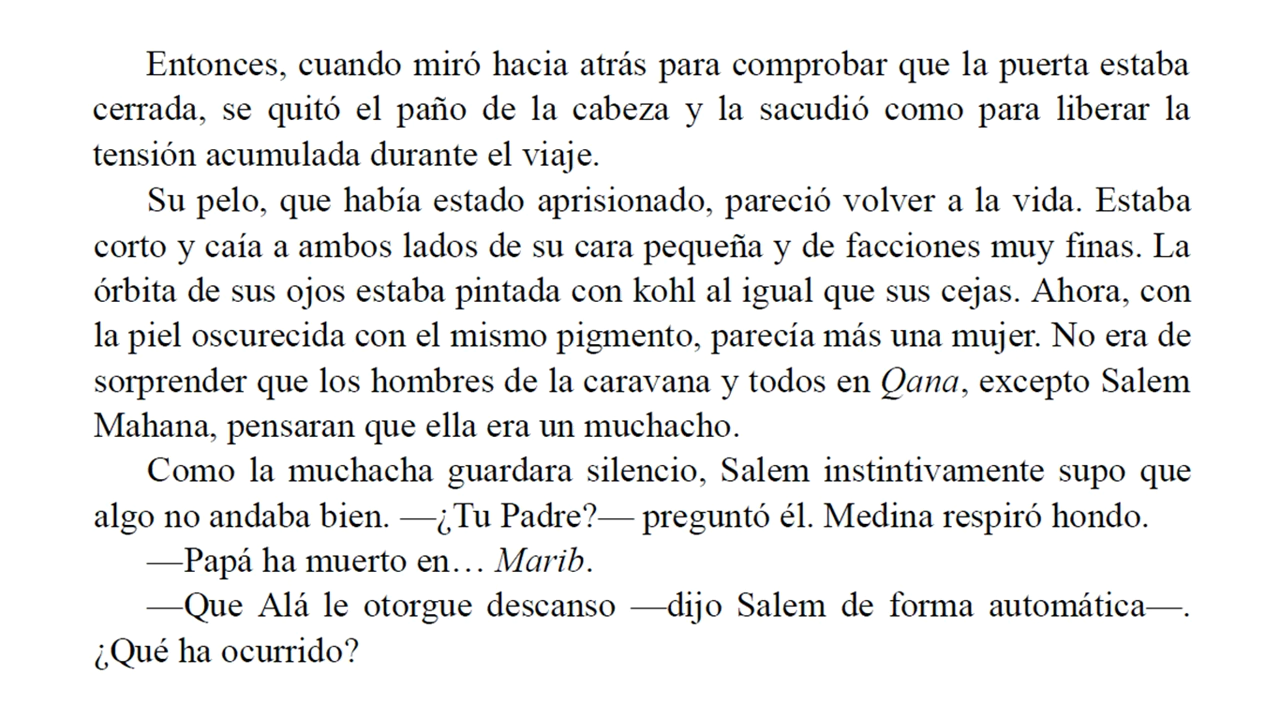 Entonces, cuando miró hacia atrás para comprobar que la puerta estaba
cerrada, se quitó el paño de la cabeza y la sacudió como para liberar la
tensión acumulada durante el viaje.
Su pelo, que había estado aprisionado, pareció volver a la vida. Estaba
corto y caía a ambos lados de su cara pequeña y de facciones muy finas. La
órbita de sus ojos estaba pintada con kohl al igual que sus cejas. Ahora, con
la piel oscurecida con el mismo pigmento, parecía más una mujer. No era de
sorprender que los hombres de la caravana y todos en Qana, excepto Salem
Mahana, pensaran que ella era un muchacho.
Como la muchacha guardara silencio, Salem instintivamente supo que
algo no andaba bien. —¿Tu Padre?— preguntó él. Medina respiró hondo.
—Papá ha muerto en… Marib.
—Que Alá le otorgue descanso —dijo Salem de forma automática—.
¿Qué ha ocurrido?